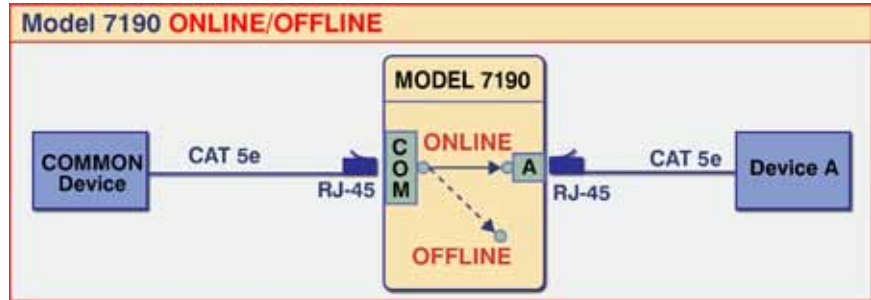 Model 7190 ONLINE/OFFLINE
MODEL 7190
COMMON
Device
CAT 5e
RJ-45
COM
ONLINE
OFFLINE
A
RJ-45
CAT 5e
Device A